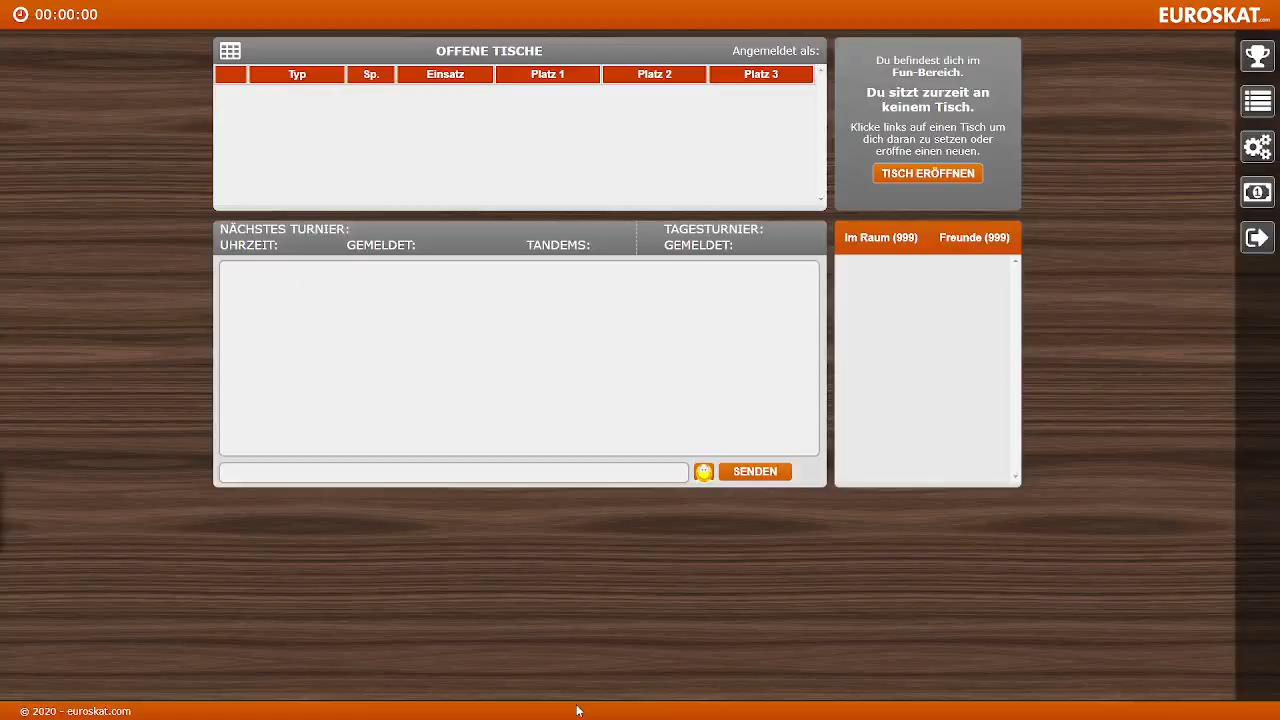 00:00:00
EUROSKAT.com
OFFENE TISCHE
Angemeldet als:
Typ
Sp.
Einsatz
Platz 1
Platz 2
Platz 3
Du befindest dich im
Fun-Bereich.
Du sitzt zurzeit an
keinem Tisch.
Klicke links auf einen Tisch um
dich daran zu setzen oder
eröffne einen neuen.
TISCH ERÖFFNEN
NÄCHSTES TURNIER:
UHRZEIT:
GEMELDET:
TANDEMS:
TAGESTURNIER:
GEMELDET:
Im Raum (999)
Freunde (999)
SENDEN
© 2020 - euroskat.com